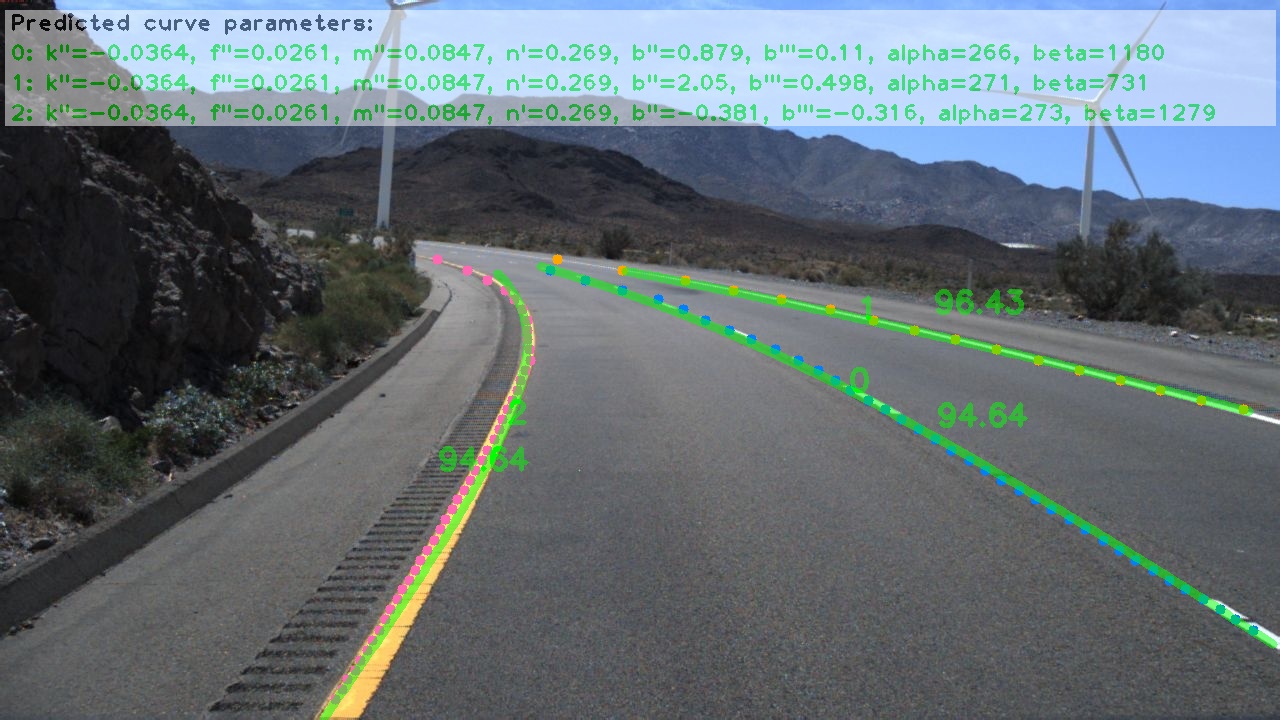 Predicted curve parameters:
0: k"=-0.0364, f"=0.0261, m"=0.0847, n'=0.269, b"=0.879, b'"=0.11, alpha=266, beta=1180
1: k"=-0.0364, f"=0.0261, m"=0.0847, n'=0.269, b"=2.05, b'"=0.498, alpha=271, beta=731
2: k"=-0.0364, f"=0.0261, m"=0.0847, n'=0.269, b"=-0.381, b'"=-0.316, alpha=273, beta=1279
1 96.43
0
94.64
2
94.64